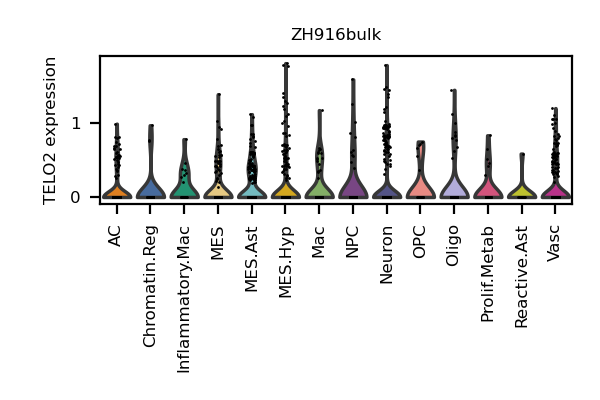 ZH916bulk
TELO2 expression
1
0
AC
Chromatin.Reg
Inflammatory.Mac
MES
MES.Ast
MES.Hyp
Mac
NPC
Neuron
OPC
Oligo
Prolif.Metab
Reactive.Ast
Vasc